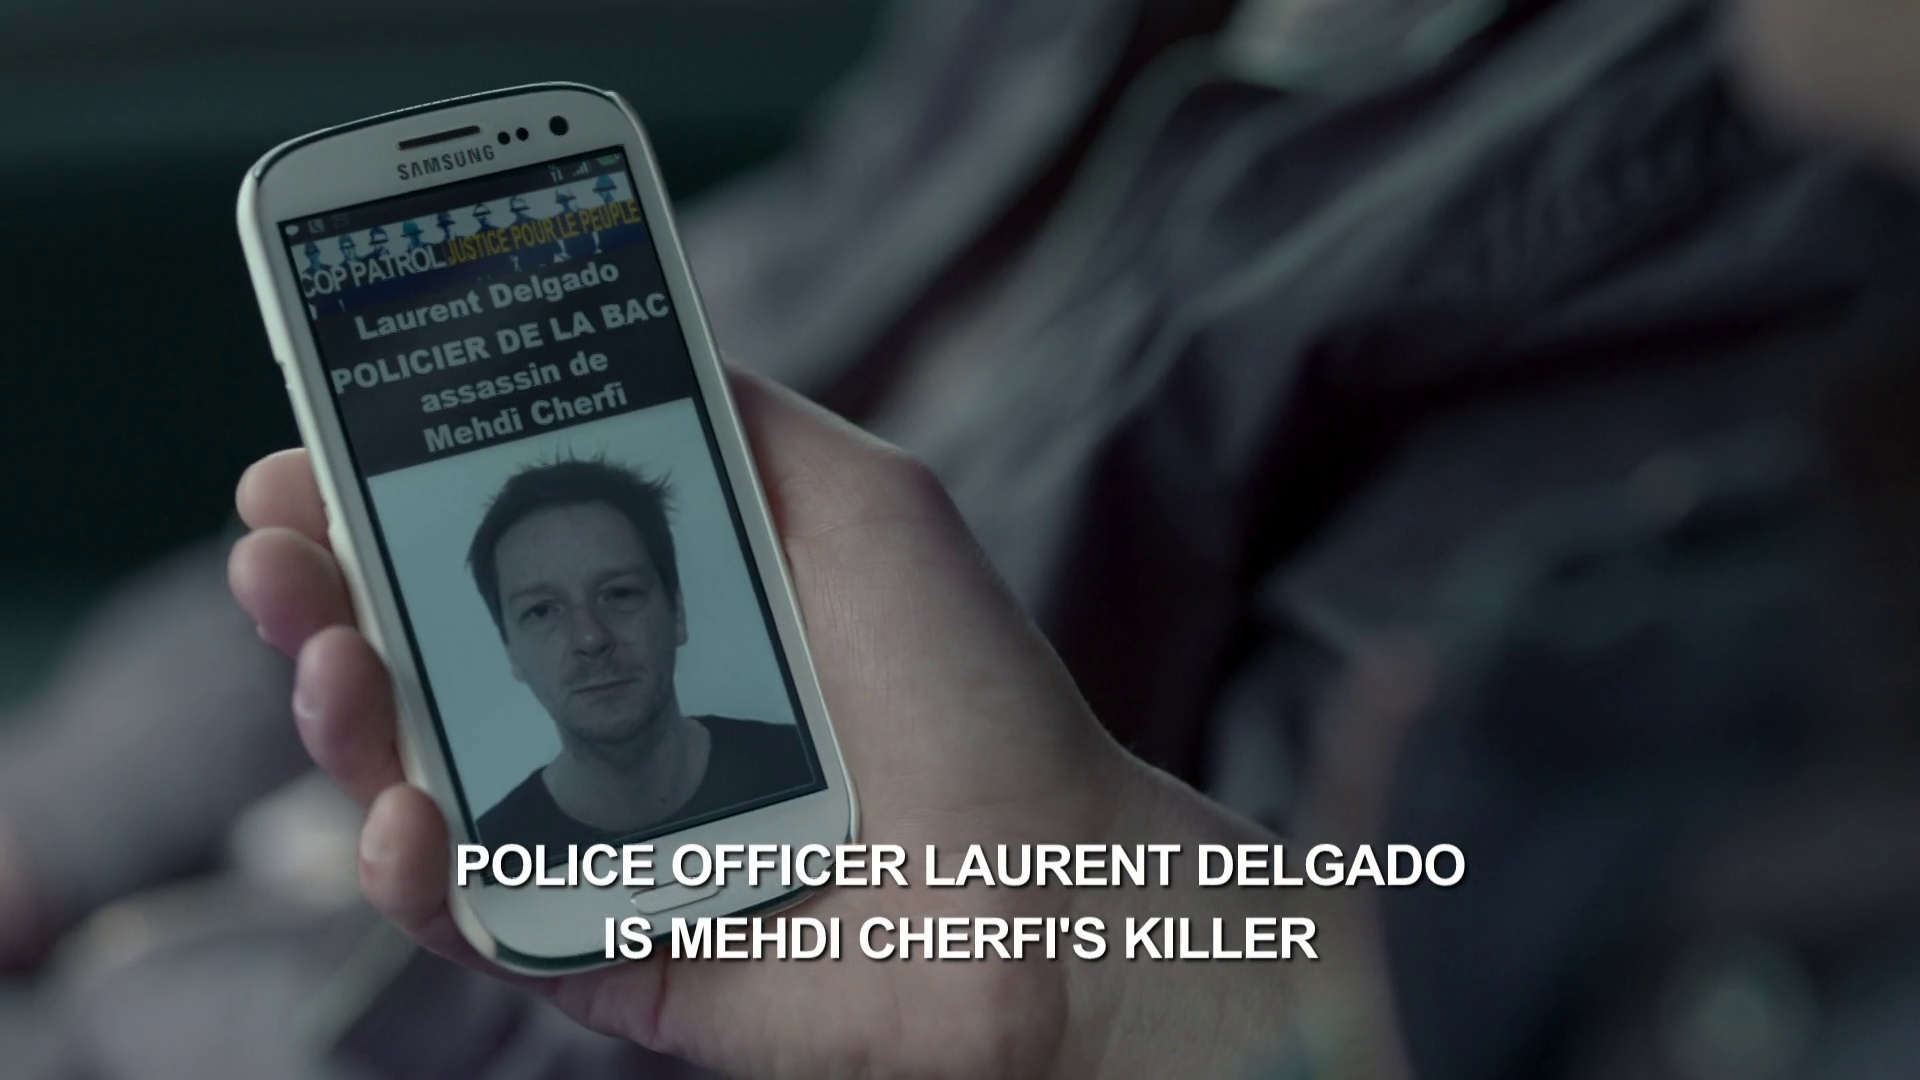 SAMSUNG
COP PATROL JUSTICE POUR LE PEUPLE
Laurent Delgado
POLICIER DE LA BAC
assassin de
Mehdi Cherfi
POLICE OFFICER LAURENT DELGADO
IS MEHDI CHERFI'S KILLER